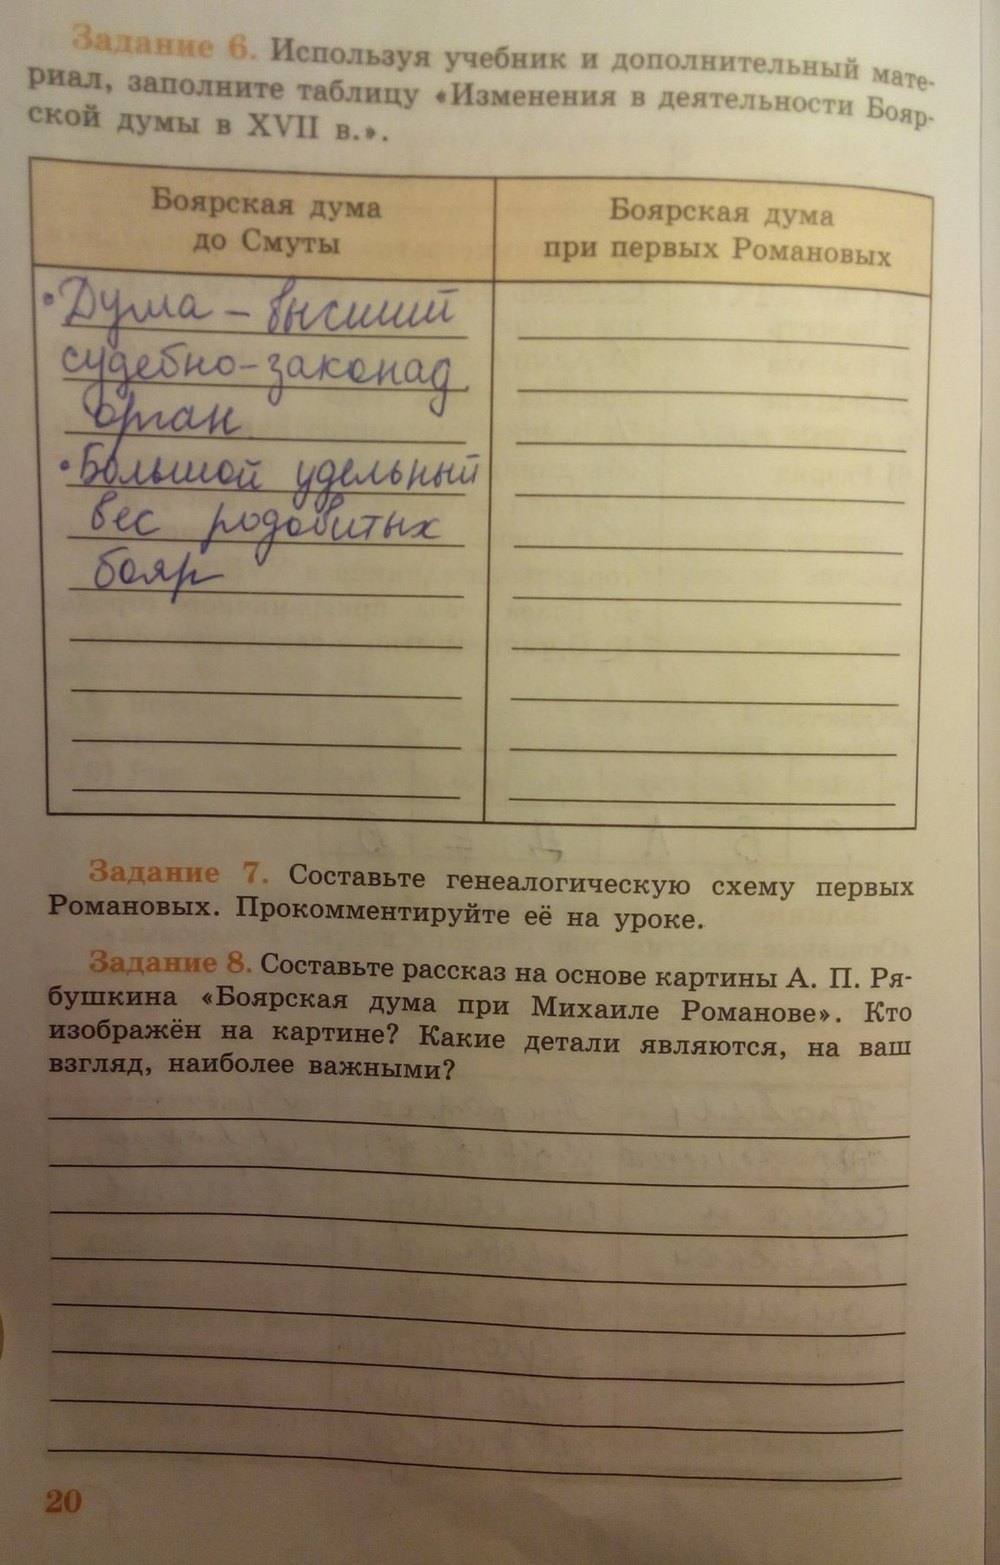 Задание 6. Используя учебник и дополнительный мате-
риал, заполните таблицу «Изменения в деятельности Бояр-
ской думы в XVII в.».
Боярская дума
до Смуты
Боярская дума
при первых Романовых
• Дума – высший
судебно-законад
орган
• Большой удельный
вес родовитых
бояр
Задание 7. Составьте генеалогическую схему первых
Романовых. Прокомментируйте её на уроке.
Задание 8. Составьте рассказ на основе картины А. П. Ря-
бушкина «Боярская дума при Михаиле Романове». Кто
изображён на картине? Какие детали являются, на ваш
взгляд, наиболее важными?
20